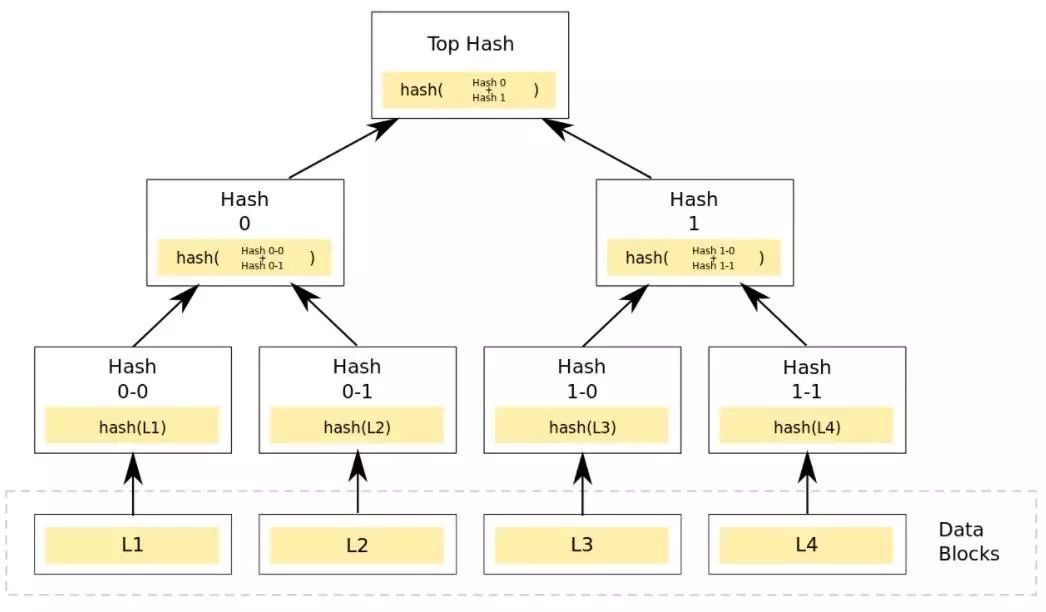 Top Hash
hash( Hash 0 + Hash 1 )
Hash
0
hash( Hash 0-0 + Hash 0-1 )
Hash
1
hash( Hash 1-0 + Hash 1-1 )
Hash
0-0
hash(L1)
Hash
0-1
hash(L2)
Hash
1-0
hash(L3)
Hash
1-1
hash(L4)
L1
L2
L3
L4
Data
Blocks